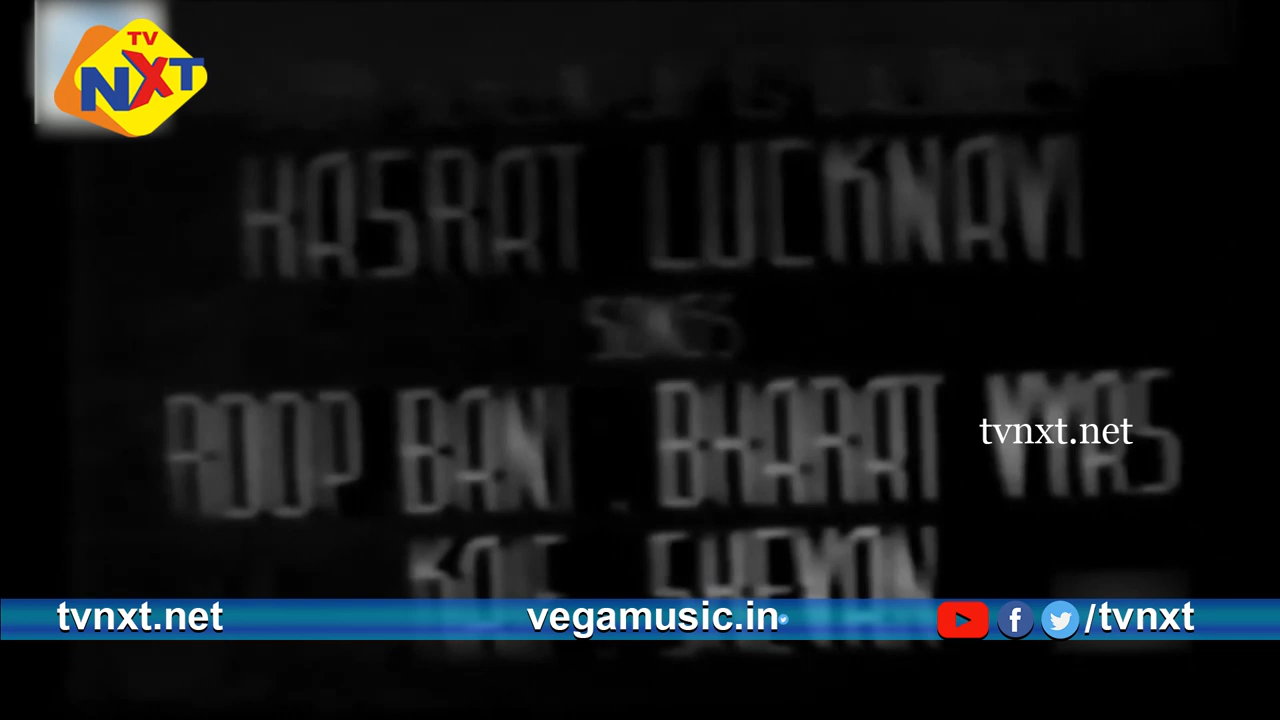 TV
NXT
HASRAT LUCKNAVI
SONGS
ROOP BANI . BHARAT VYAS
tvnxt.net
tvnxt.net vegamusic.in /tvnxt